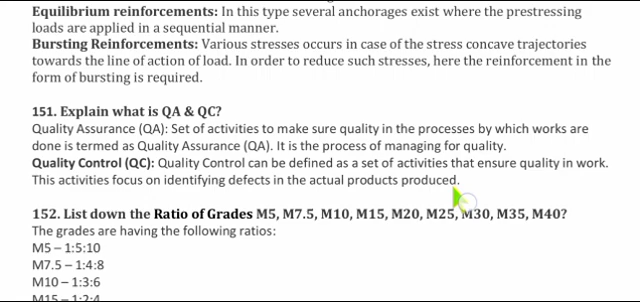 Equilibrium reinforcements: In this type several anchorages exist where the prestressing
loads are applied in a sequential manner.
Bursting Reinforcements: Various stresses occurs in case of the stress concave trajectories
towards the line of action of load. In order to reduce such stresses, here the reinforcement in the
form of bursting is required.
151. Explain what is QA & QC?
Quality Assurance (QA): Set of activities to make sure quality in the processes by which works are
done is termed as Quality Assurance (QA). It is the process of managing for quality.
Quality Control (QC): Quality Control can be defined as a set of activities that ensure quality in work.
This activities focus on identifying defects in the actual products produced.
152. List down the Ratio of Grades M5, M7.5, M10, M15, M20, M25, M30, M35, M40?
The grades are having the following ratios:
M5 – 1:5:10
M7.5 – 1:4:8
M10 – 1:3:6
M15 – 1:2:4